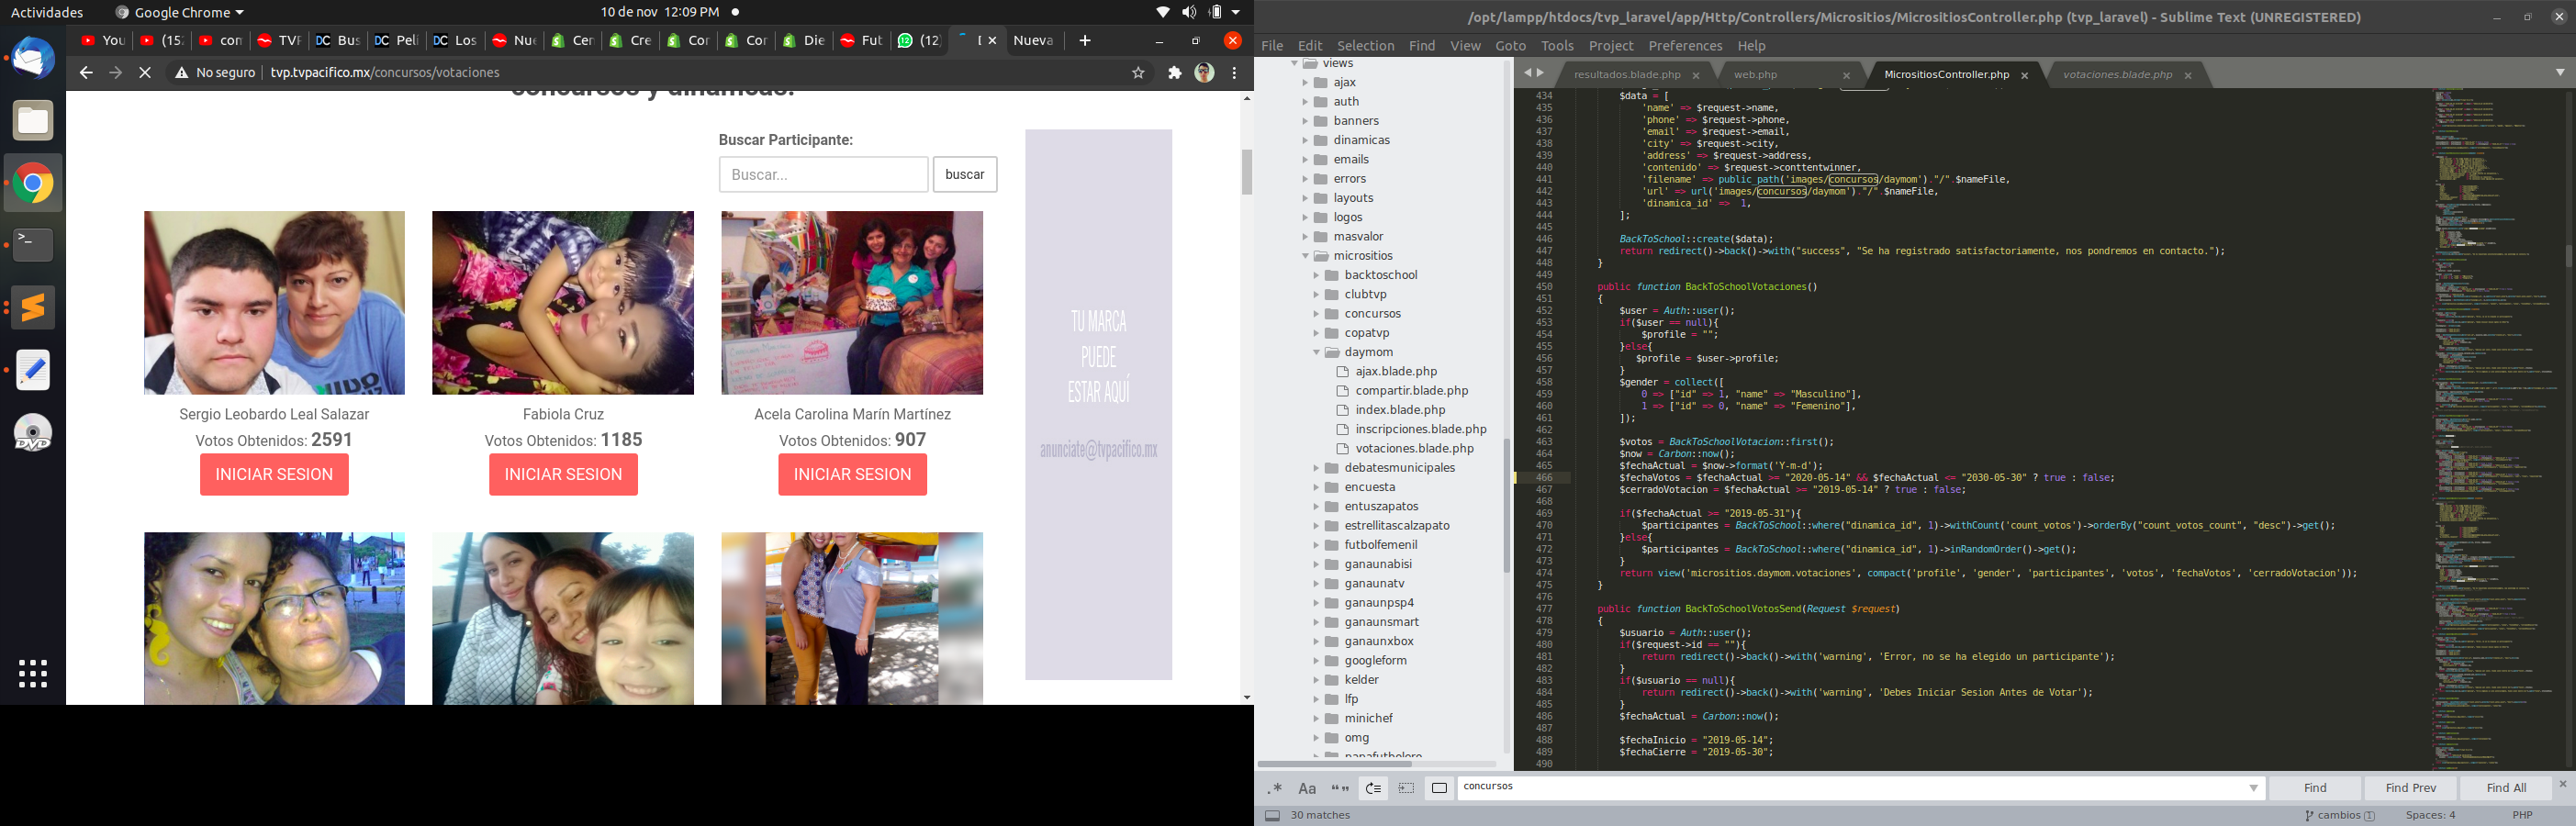 Actividades
Google Chrome
10 de nov 12:09 PM
You
(15
con
TVP
DC Bus
DC Peli
DC Los
Nue
Cer
Cre
Cor
Cor
Die
Fut
(12)
Nueva
No seguro
tvp.tvpacifico.mx/concursos/votaciones
concursos y dinámicas.
Buscar Participante:
Buscar...
buscar
Sergio Leobardo Leal Salazar
Votos Obtenidos: 2591
INICIAR SESION
Fabiola Cruz
Votos Obtenidos: 1185
INICIAR SESION
Acela Carolina Marín Martínez
Votos Obtenidos: 907
INICIAR SESION
TU MARCA
PUEDE
ESTAR AQUÍ
anunciate@tvpacifico.mx
DVD
/opt/lampp/htdocs/tvp_laravel/app/Http/Controllers/Micrositios/MicrositiosController.php (tvp_laravel) - Sublime Text (UNREGISTERED)
File Edit Selection Find View Goto Tools Project Preferences Help
views
ajax
auth
banners
dinamicas
emails
errors
layouts
logos
masvalor
micrositios
backtoschool
clubtvp
concursos
copatvp
daymom
ajax.blade.php
compartir.blade.php
index.blade.php
inscripciones.blade.php
votaciones.blade.php
debatesmunicipales
encuesta
entuszapatos
estrellitascalzapato
futbolfemenil
ganaunabisi
ganaunatv
ganaunpsp4
ganaunsmart
ganaunxbox
googleform
kelder
lfp
minichef
omg
papafutbolero
resultados.blade.php
web.php
MicrositiosController.php
votaciones.blade.php
434 $data = [
435 'name' => $request->name,
436 'phone' => $request->phone,
437 'email' => $request->email,
438 'city' => $request->city,
439 'address' => $request->address,
440 'contenido' => $request->conttentwinner,
441 'filename' => public_path('images/concursos/daymom')."/".$nameFile,
442 'url' => url('images/concursos/daymom')."/".$nameFile,
443 'dinamica_id' => 1,
444 ];
445
446 BackToSchool::create($data);
447 return redirect()->back()->with("success", "Se ha registrado satisfactoriamente, nos pondremos en contacto.");
448 }
449
450 public function BackToSchoolVotaciones()
451 {
452 $user = Auth::user();
453 if($user == null){
454 $profile = "";
455 }else{
456 $profile = $user->profile;
457 }
458 $gender = collect([
459 0 => ["id" => 1, "name" => "Masculino"],
460 1 => ["id" => 0, "name" => "Femenino"],
461 ]);
462
463 $votos = BackToSchoolVotacion::first();
464 $now = Carbon::now();
465 $fechaActual = $now->format('Y-m-d');
466 $fechaVotos = $fechaActual >= "2020-05-14" && $fechaActual <= "2030-05-30" ? true : false;
467 $cerradoVotacion = $fechaActual >= "2019-05-14" ? true : false;
468
469 if($fechaActual >= "2019-05-31"){
470 $participantes = BackToSchool::where("dinamica_id", 1)->withCount('count_votos')->orderBy("count_votos_count", "desc")->get();
471 }else{
472 $participantes = BackToSchool::where("dinamica_id", 1)->inRandomOrder()->get();
473 }
474 return view('micrositios.daymom.votaciones', compact('profile', 'gender', 'participantes', 'votos', 'fechaVotos', 'cerradoVotacion'));
475 }
476
477 public function BackToSchoolVotosSend(Request $request)
478 {
479 $usuario = Auth::user();
480 if($request->id == ""){
481 return redirect()->back()->with('warning', 'Error, no se ha elegido un participante');
482 }
483 if($usuario == null){
484 return redirect()->back()->with('warning', 'Debes Iniciar Sesion Antes de Votar');
485 }
486 $fechaActual = Carbon::now();
487
488 $fechaInicio = "2019-05-14";
489 $fechaCierre = "2019-05-30";
490
.* Aa “”
concursos
Find
Find Prev
Find All
30 matches
cambios 1
Spaces: 4
PHP